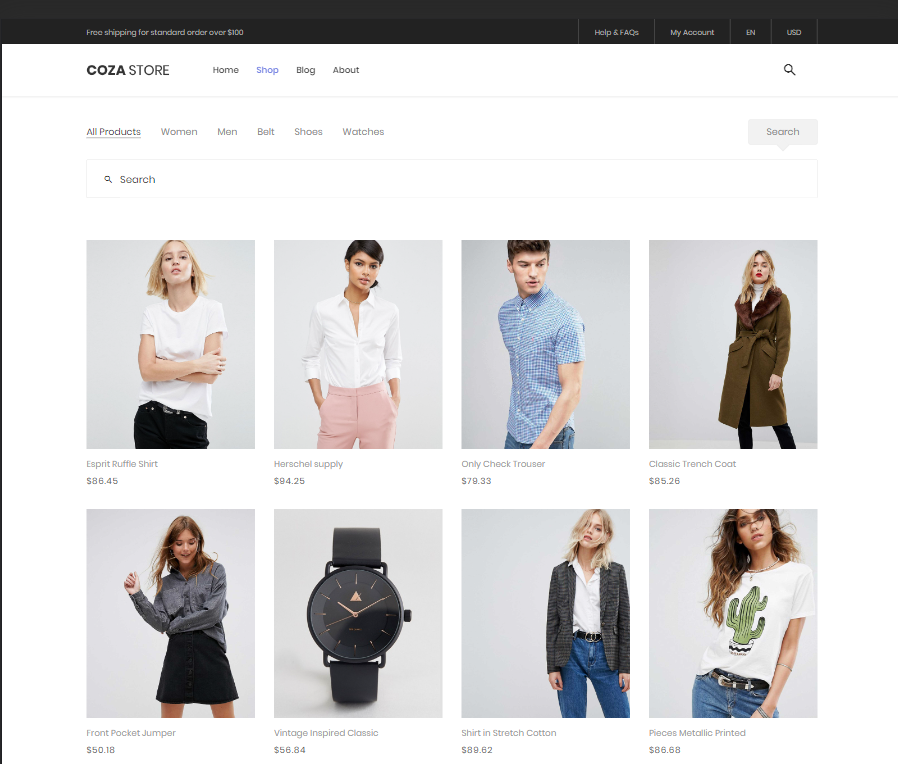 Free shipping for standard order over $100
Help & FAQs
My Account
EN
USD
COZA STORE
Home
Shop
Blog
About
All Products
Women
Men
Belt
Shoes
Watches
Search
Search
Esprit Ruffle Shirt
Herschel supply
Only Check Trouser
Classic Trench Coat
$86.45
$94.25
$79.33
$85.26
Front Pocket Jumper
Vintage Inspired Classic
Shirt in Stretch Cotton
Pieces Metallic Printed
$50.18
$56.84
$89.62
$86.68